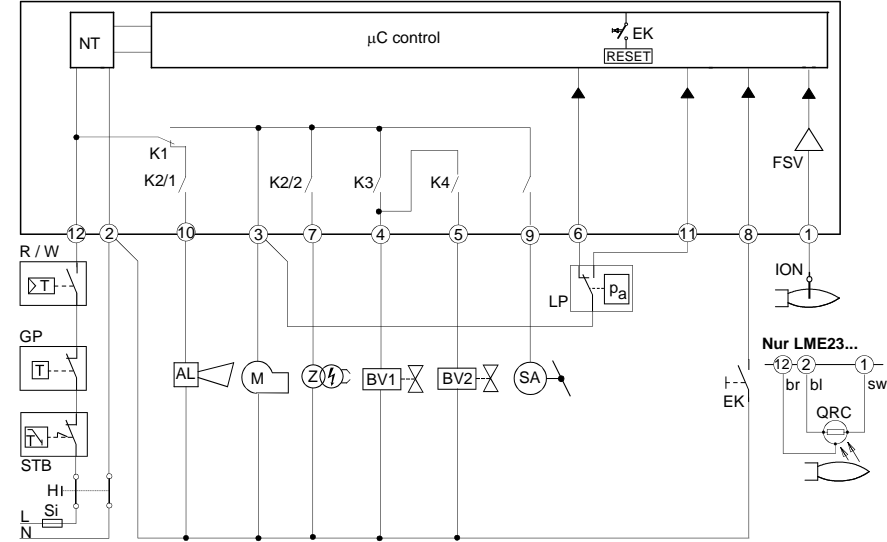 NT
µC control
EK
RESET
FSV
K1
K2/1
K2/2
K3
K4
12
2
10
3
7
4
5
9
6
11
8
1
R / W
T
GP
T
STB
T
H
L
Si
N
AL
M
Z
BV1
BV2
SA
LP
pa
EK
ION
Nur LME23...
12
2
1
br
bl
sw
QRC